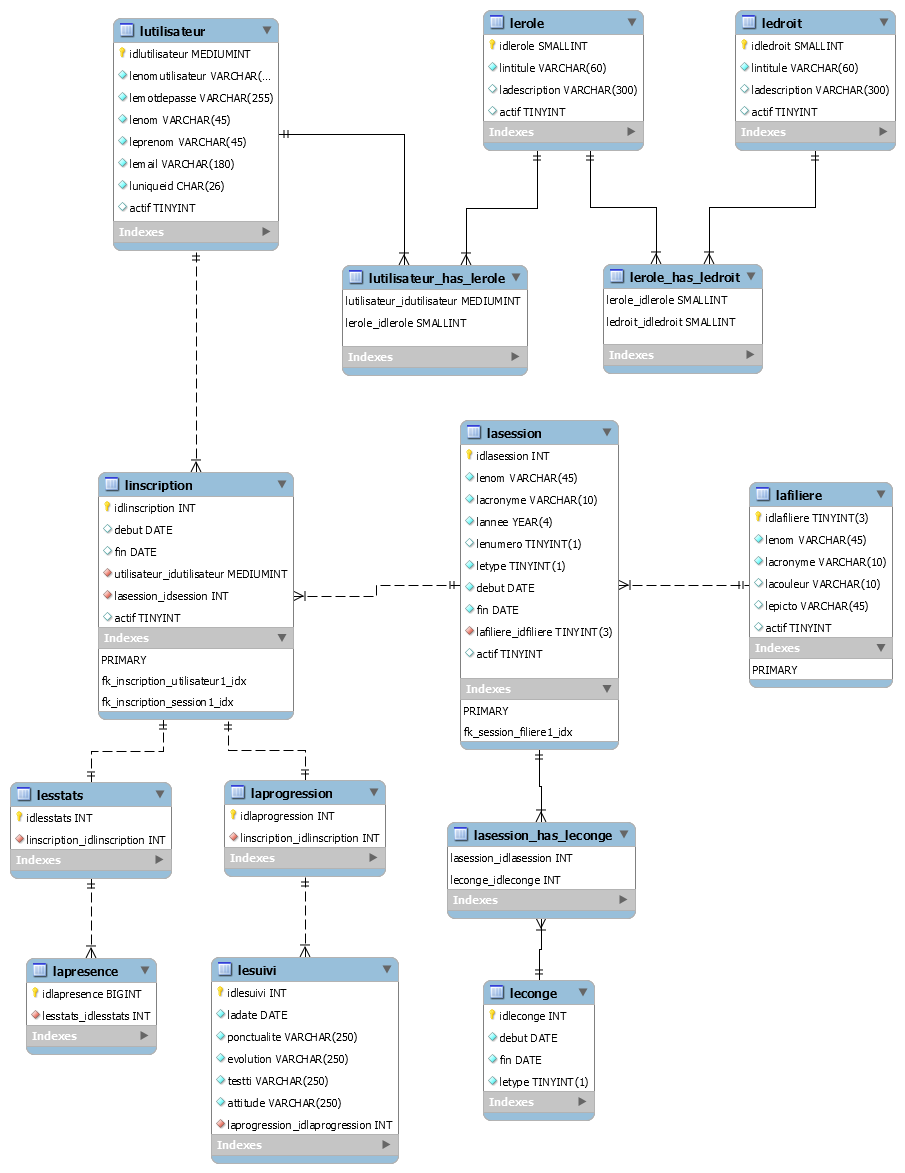 lutilisateur
idlutilisateur MEDIUMINT
lenomutilisateur VARCHAR(...
lemotdepasse VARCHAR(255)
lenom VARCHAR(45)
leprenom VARCHAR(45)
lemail VARCHAR(180)
luniqueid CHAR(26)
actif TINYINT
Indexes
lerole
idlerole SMALLINT
lintitule VARCHAR(60)
ladescription VARCHAR(300)
actif TINYINT
Indexes
ledroit
idledroit SMALLINT
lintitule VARCHAR(60)
ladescription VARCHAR(300)
actif TINYINT
Indexes
lutilisateur_has_lerole
lutilisateur_idutilisateur MEDIUMINT
lerole_idlerole SMALLINT
Indexes
lerole_has_ledroit
lerole_idlerole SMALLINT
ledroit_idledroit SMALLINT
Indexes
linscription
idlinscription INT
debut DATE
fin DATE
utilisateur_idutilisateur MEDIUMINT
lasession_idsession INT
actif TINYINT
Indexes
PRIMARY
fk_inscription_utilisateur1_idx
fk_inscription_session1_idx
lasession
idlasession INT
lenom VARCHAR(45)
lacronyme VARCHAR(10)
lannee YEAR(4)
lenumero TINYINT(1)
letype TINYINT(1)
debut DATE
fin DATE
lafiliere_idfiliere TINYINT(3)
actif TINYINT
Indexes
PRIMARY
fk_session_filiere1_idx
lafiliere
idlafiliere TINYINT(3)
lenom VARCHAR(45)
lacronyme VARCHAR(10)
lacouleur VARCHAR(10)
lepicto VARCHAR(45)
actif TINYINT
Indexes
PRIMARY
lesstats
idlesstats INT
linscription_idlinscription INT
Indexes
laprogression
idlaprogression INT
linscription_idlinscription INT
Indexes
lasession_has_leconge
lasession_idlasession INT
leconge_idleconge INT
Indexes
lapresence
idlapresence BIGINT
lesstats_idlesstats INT
Indexes
lesuivi
idlesuivi INT
ladate DATE
ponctualite VARCHAR(250)
evolution VARCHAR(250)
testti VARCHAR(250)
attitude VARCHAR(250)
laprogression_idlaprogression INT
Indexes
leconge
idleconge INT
debut DATE
fin DATE
letype TINYINT(1)
Indexes